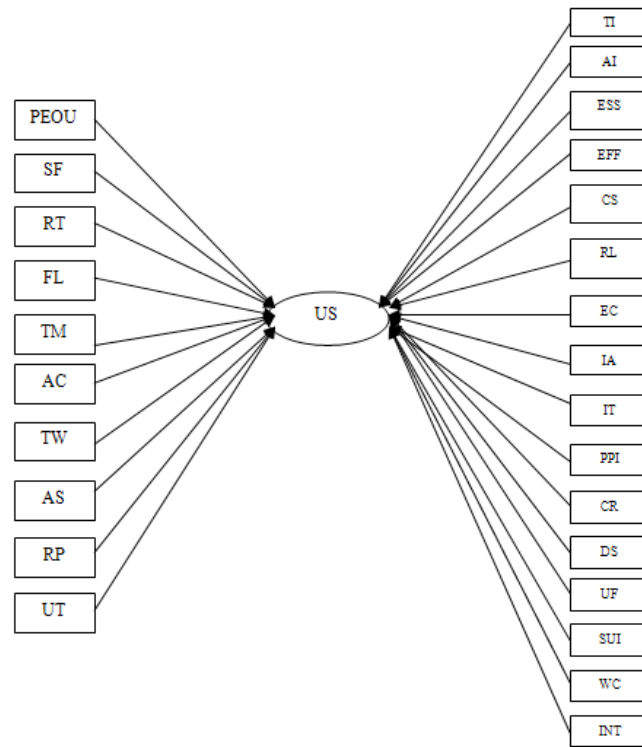 PEOU
SF
RT
FL
TM
AC
TW
AS
RP
UT
US
TI
AI
ESS
EFF
CS
RL
EC
IA
IT
PPI
CR
DS
UF
SUI
WC
INT